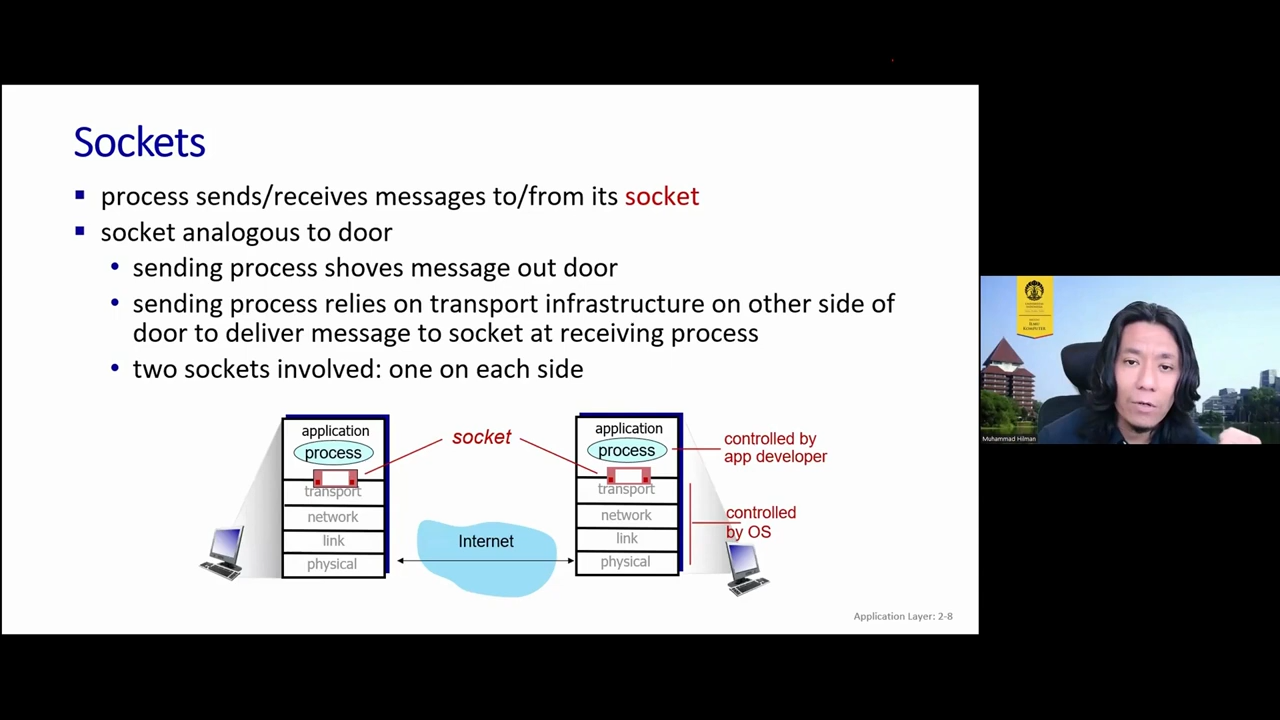 Sockets
process sends/receives messages to/from its socket
socket analogous to door
sending process shoves message out door
sending process relies on transport infrastructure on other side of
door to deliver message to socket at receiving process
two sockets involved: one on each side
application
process
transport
network
link
physical
socket
Internet
application
process
transport
network
link
physical
controlled by
app developer
controlled
by OS
Application Layer: 2-8
ILMU
KOMPUTER
Muhammad Hilman